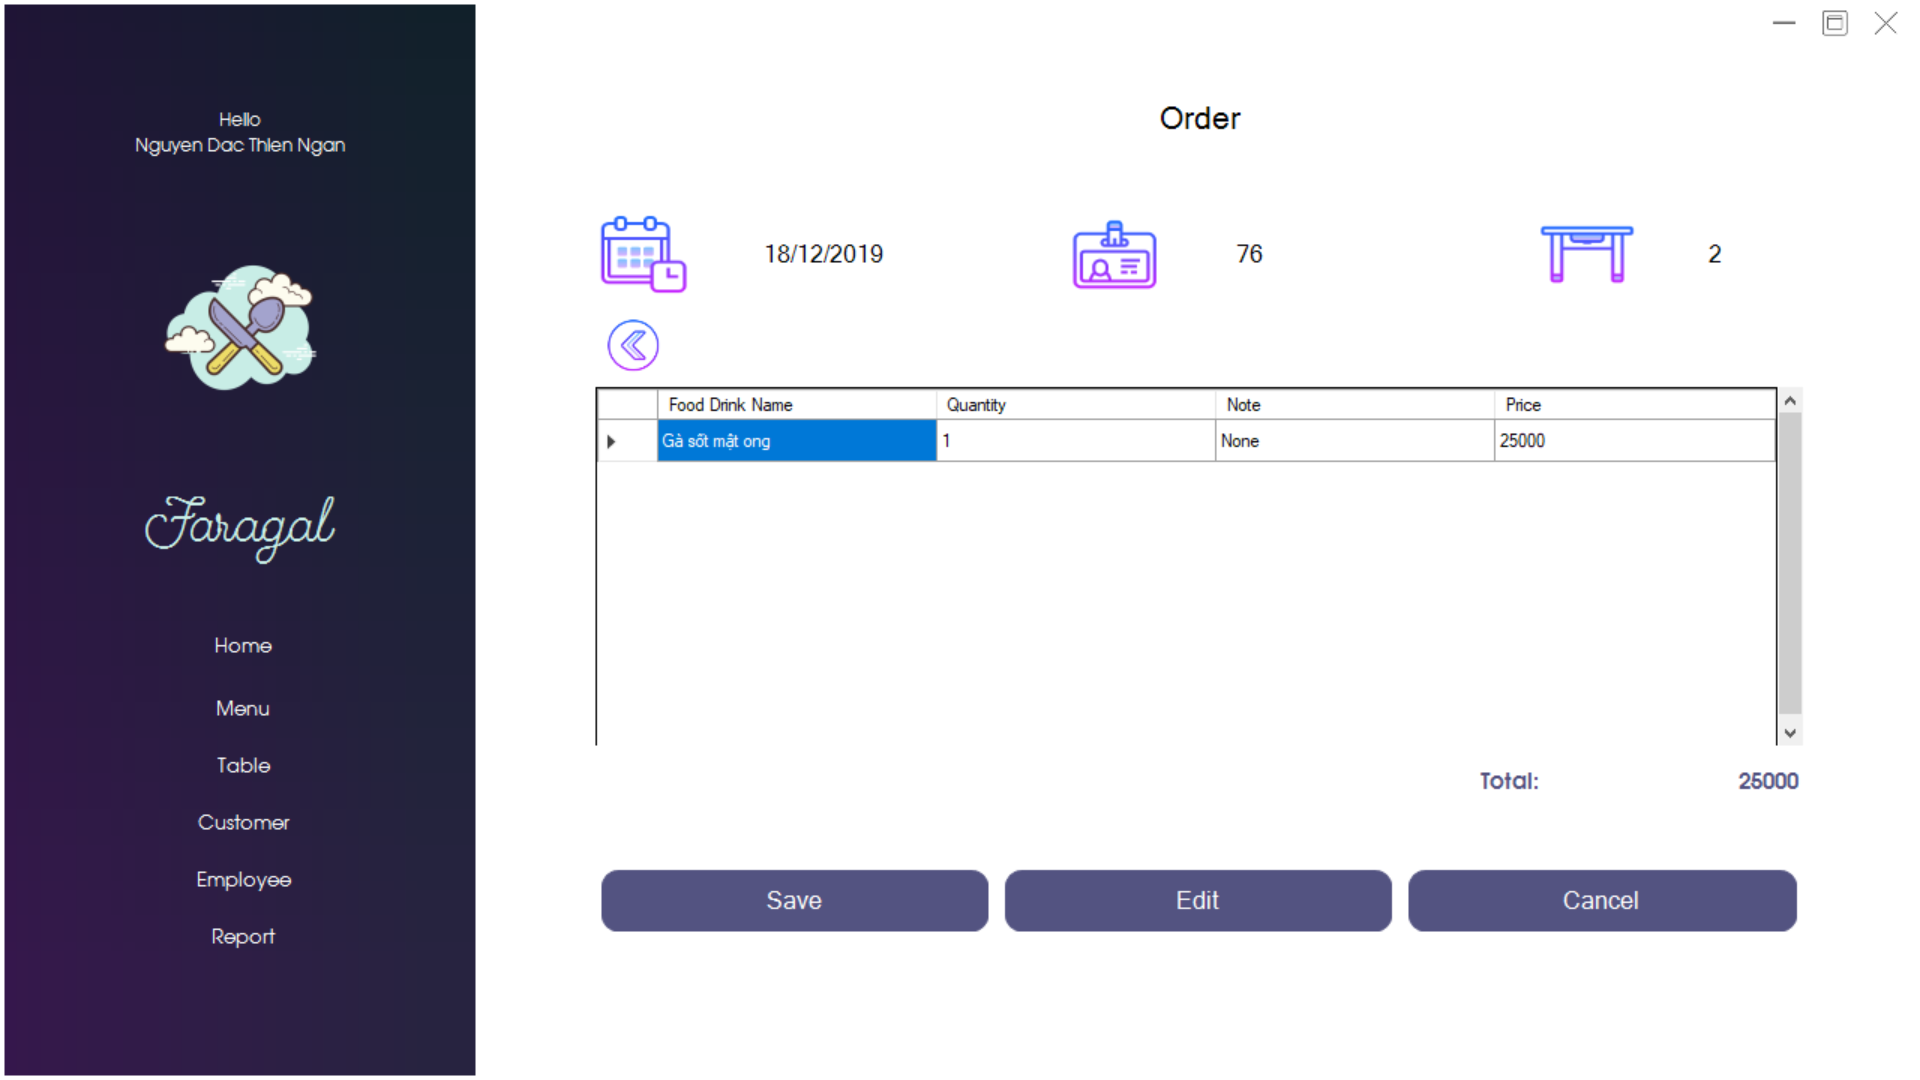 Hello
Nguyen Dac Thien Ngan
Faragal
Home
Menu
Table
Customer
Employee
Report
Order
18/12/2019
76
2
Food Drink Name Quantity Note Price
Gà sốt mật ong 1 None 25000
Total: 25000
Save
Edit
Cancel